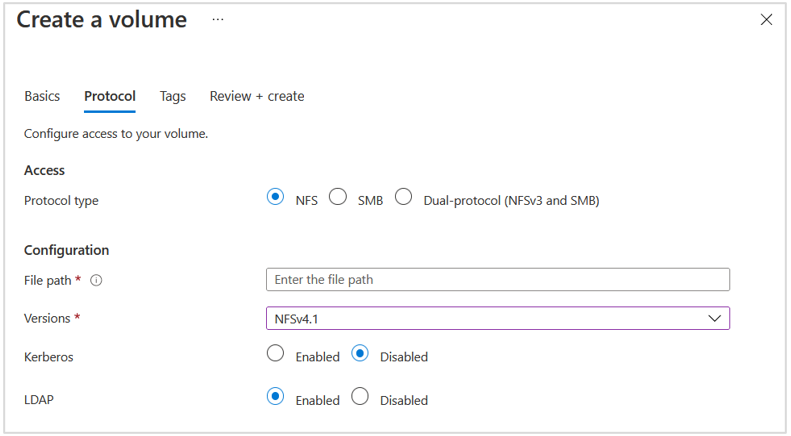 Create a volume ...
Basics Protocol Tags Review + create
Configure access to your volume.
Access
Protocol type NFS SMB Dual-protocol (NFSv3 and SMB)
Configuration
File path * Enter the file path
Versions * NFSv4.1
Kerberos Enabled Disabled
LDAP Enabled Disabled